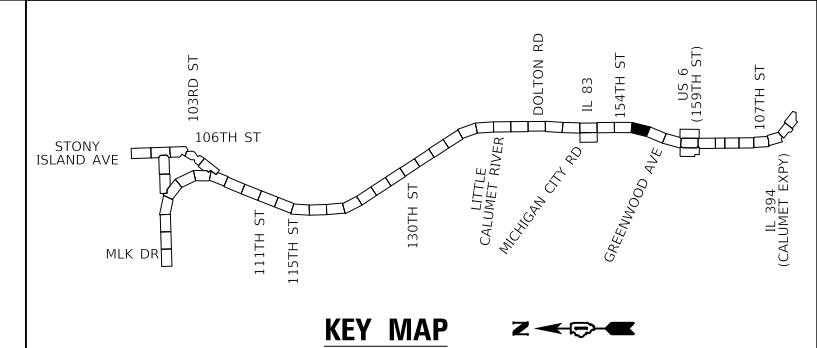 103RD ST
106TH ST
STONY
ISLAND AVE
MLK DR
111TH ST
115TH ST
130TH ST
LITTLE
CALUMET RIVER
DOLTON RD
MICHIGAN CITY RD
IL 83
154TH ST
GREENWOOD AVE
US 6
(159TH ST)
107TH ST
IL 394
(CALUMET EXPY)
KEY MAP
N